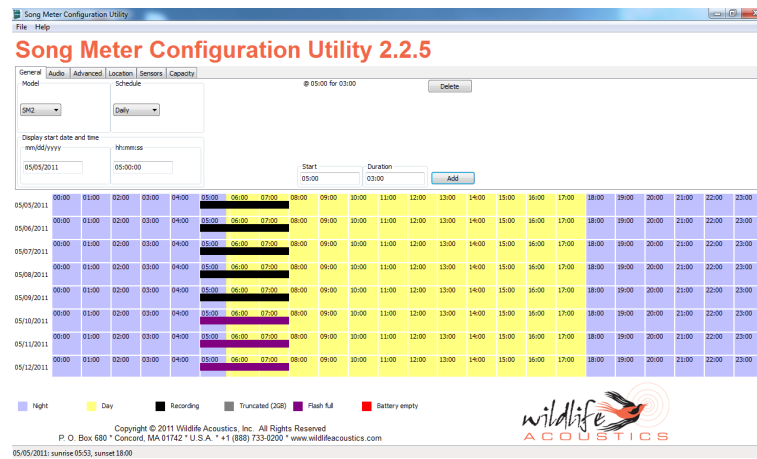 Song Meter Configuration Utility
File Help
Song Meter Configuration Utility 2.2.5
General Audio Advanced Location Sensors Capacity
Model Schedule @ 05:00 for 03:00 Delete
SM2 Daily
Display start date and time
mm/dd/yyyy hh:mm:ss
Start Duration
05/05/2011 05:00:00 05:00 03:00 Add
00:00 01:00 02:00 03:00 04:00 05:00 06:00 07:00 08:00 09:00 10:00 11:00 12:00 13:00 14:00 15:00 16:00 17:00 18:00 19:00 20:00 21:00 22:00 23:00
05/05/2011
00:00 01:00 02:00 03:00 04:00 05:00 06:00 07:00 08:00 09:00 10:00 11:00 12:00 13:00 14:00 15:00 16:00 17:00 18:00 19:00 20:00 21:00 22:00 23:00
05/06/2011
00:00 01:00 02:00 03:00 04:00 05:00 06:00 07:00 08:00 09:00 10:00 11:00 12:00 13:00 14:00 15:00 16:00 17:00 18:00 19:00 20:00 21:00 22:00 23:00
05/07/2011
00:00 01:00 02:00 03:00 04:00 05:00 06:00 07:00 08:00 09:00 10:00 11:00 12:00 13:00 14:00 15:00 16:00 17:00 18:00 19:00 20:00 21:00 22:00 23:00
05/08/2011
00:00 01:00 02:00 03:00 04:00 05:00 06:00 07:00 08:00 09:00 10:00 11:00 12:00 13:00 14:00 15:00 16:00 17:00 18:00 19:00 20:00 21:00 22:00 23:00
05/09/2011
00:00 01:00 02:00 03:00 04:00 05:00 06:00 07:00 08:00 09:00 10:00 11:00 12:00 13:00 14:00 15:00 16:00 17:00 18:00 19:00 20:00 21:00 22:00 23:00
05/10/2011
00:00 01:00 02:00 03:00 04:00 05:00 06:00 07:00 08:00 09:00 10:00 11:00 12:00 13:00 14:00 15:00 16:00 17:00 18:00 19:00 20:00 21:00 22:00 23:00
05/11/2011
00:00 01:00 02:00 03:00 04:00 05:00 06:00 07:00 08:00 09:00 10:00 11:00 12:00 13:00 14:00 15:00 16:00 17:00 18:00 19:00 20:00 21:00 22:00 23:00
05/12/2011
Night Day Recording Truncated (2GB) Flash full Battery empty
wildlife
ACOUSTICS
Copyright © 2011 Wildlife Acoustics, Inc. All Rights Reserved
P. O. Box 680 * Concord, MA 01742 * U.S.A. * +1 (888) 733-0200 * www.wildlifeacoustics.com
05/05/2011: sunrise 05:53, sunset 18:00